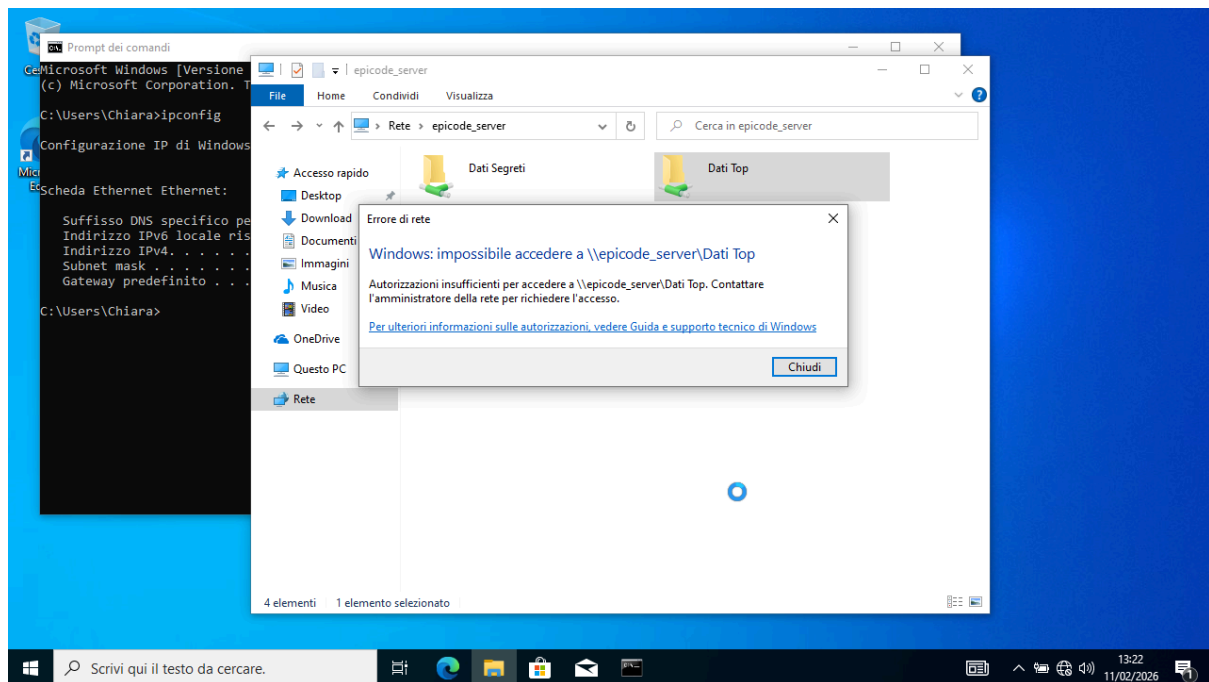 Prompt dei comandi
Microsoft Windows [Versione
(c) Microsoft Corporation. T
C:\Users\Chiara>ipconfig
Configurazione IP di Windows
Scheda Ethernet Ethernet:
Suffisso DNS specifico pe
Indirizzo IPv6 locale ris
Indirizzo IPv4. . . . . .
Subnet mask . . . . . . .
Gateway predefinito . . .
C:\Users\Chiara>
epicode_server
File Home Condividi Visualizza
Rete > epicode_server
Cerca in epicode_server
Accesso rapido
Desktop
Download
Documenti
Immagini
Musica
Video
OneDrive
Questo PC
Rete
Dati Segreti
Dati Top
Errore di rete
Windows: impossibile accedere a \\epicode_server\Dati Top
Autorizzazioni insufficienti per accedere a \\epicode_server\Dati Top. Contattare
l'amministratore della rete per richiedere l'accesso.
Per ulteriori informazioni sulle autorizzazioni, vedere Guida e supporto tecnico di Windows
Chiudi
4 elementi 1 elemento selezionato
Scrivi qui il testo da cercare.
13:22
11/02/2026
1